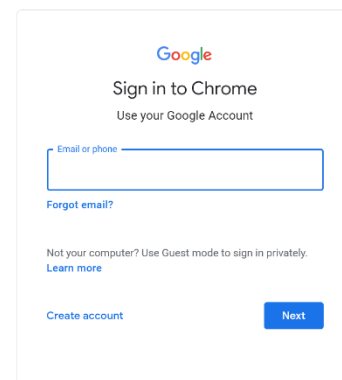 Google
Sign in to Chrome
Use your Google Account
Email or phone
Forgot email?
Not your computer? Use Guest mode to sign in privately.
Learn more
Create account
Next